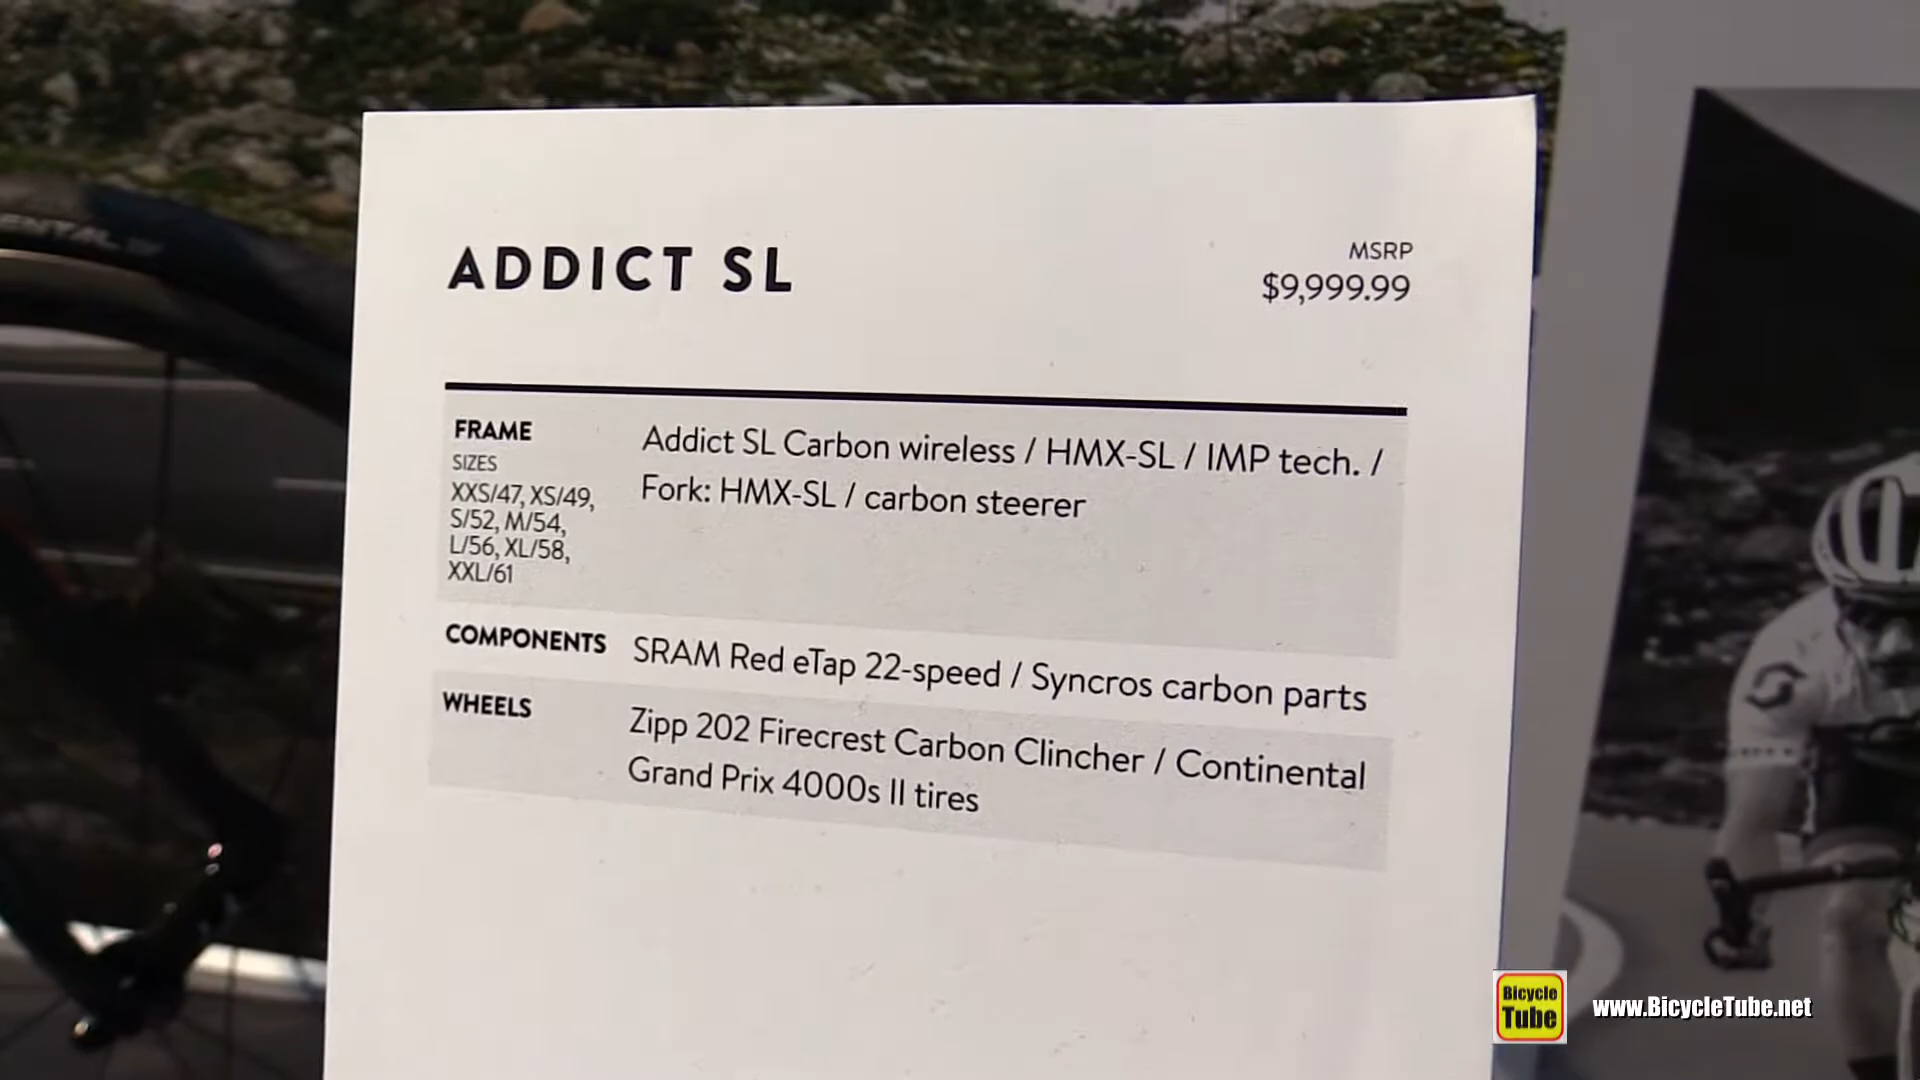 ENTAL
ADDICT SL
MSRP
$9,999.99
FRAME
SIZES
XXS/47, XS/49,
S/52, M/54,
L/56, XL/58,
XXL/61
Addict SL Carbon wireless / HMX-SL / IMP tech. /
Fork: HMX-SL / carbon steerer
COMPONENTS
SRAM Red eTap 22-speed / Syncros carbon parts
WHEELS
Zipp 202 Firecrest Carbon Clincher / Continental
Grand Prix 4000s II tires
Bicycle
Tube
www.BicycleTube.net